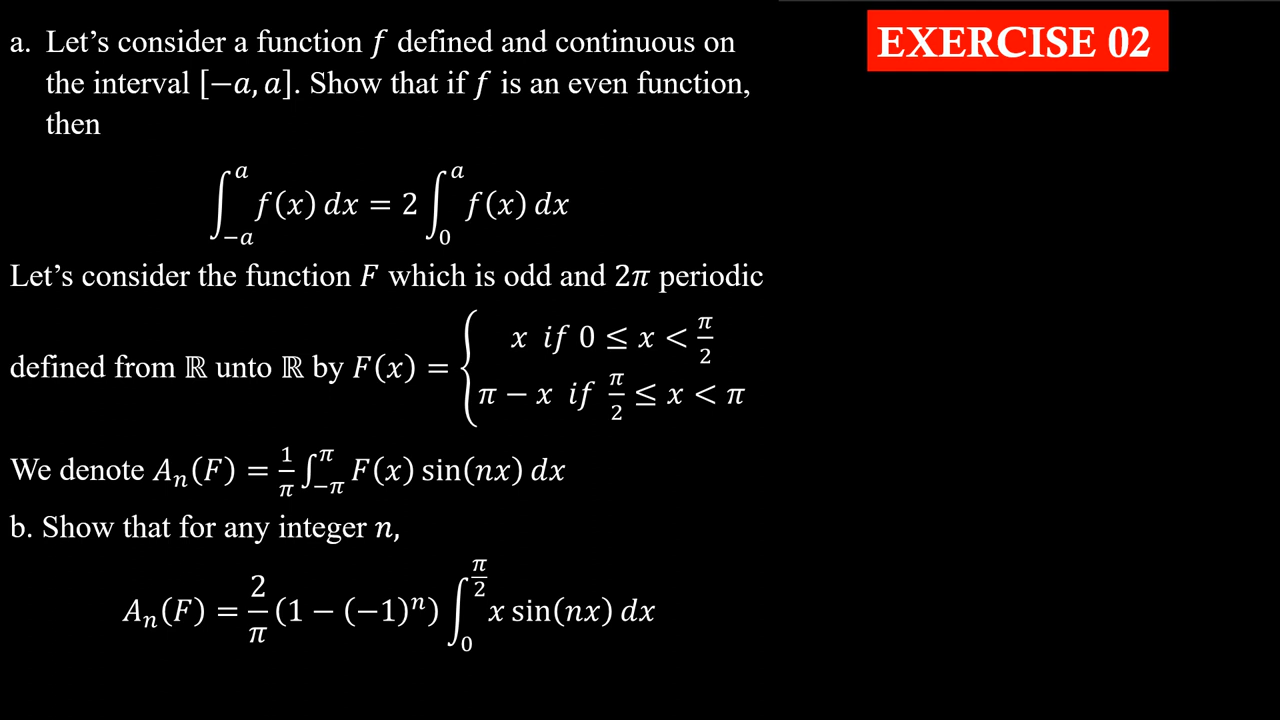 EXERCISE 02
a. Let’s consider a function f defined and continuous on
the interval [−a, a]. Show that if f is an even function,
then
∫_{−a}^{a} f(x) dx = 2 ∫_{0}^{a} f(x) dx
Let’s consider the function F which is odd and 2π periodic
defined from ℝ unto ℝ by F(x) = { x if 0 ≤ x < π/2
π − x if π/2 ≤ x < π
We denote Aₙ(F) = 1/π ∫_{−π}^{π} F(x) sin(nx) dx
b. Show that for any integer n,
Aₙ(F) = 2/π (1 − (−1)ⁿ) ∫_{0}^{π/2} x sin(nx) dx